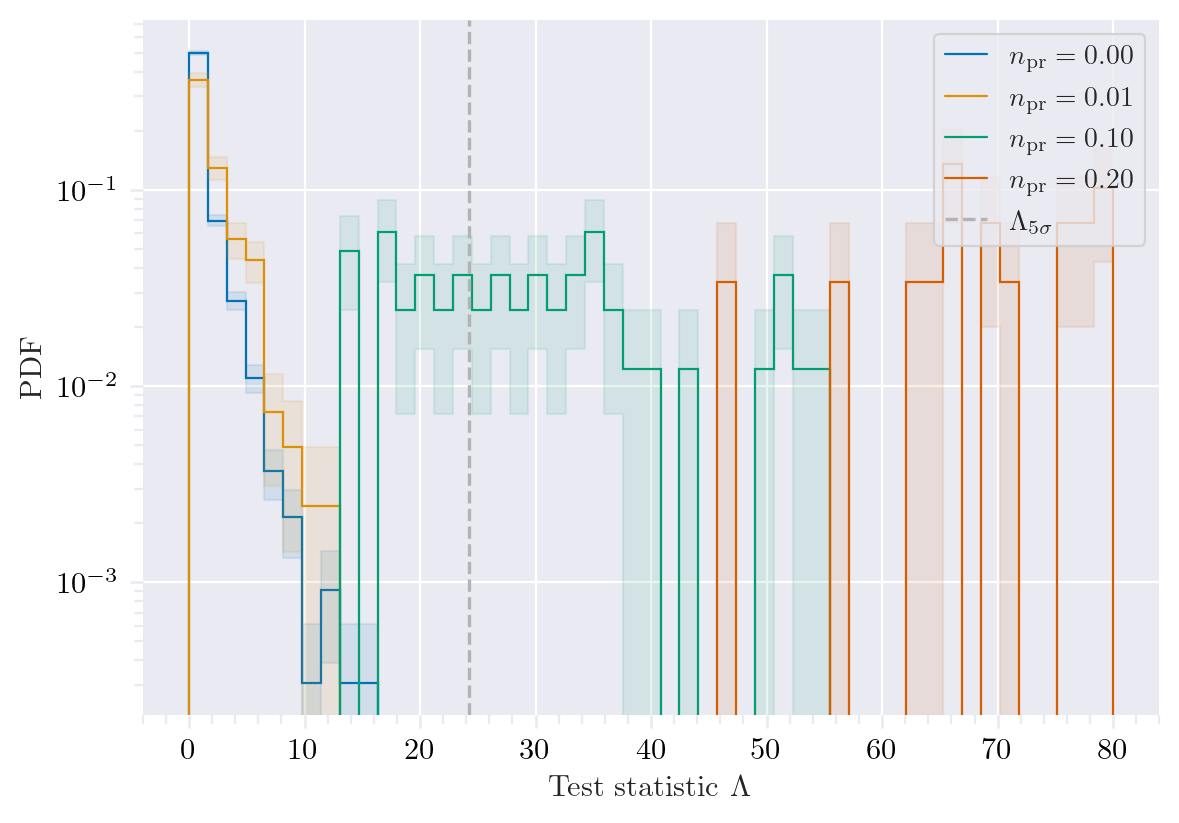 n_pr = 0.00
n_pr = 0.01
n_pr = 0.10
n_pr = 0.20
Λ_5σ
PDF
10⁻¹
10⁻²
10⁻³
0 10 20 30 40 50 60 70 80
Test statistic Λ